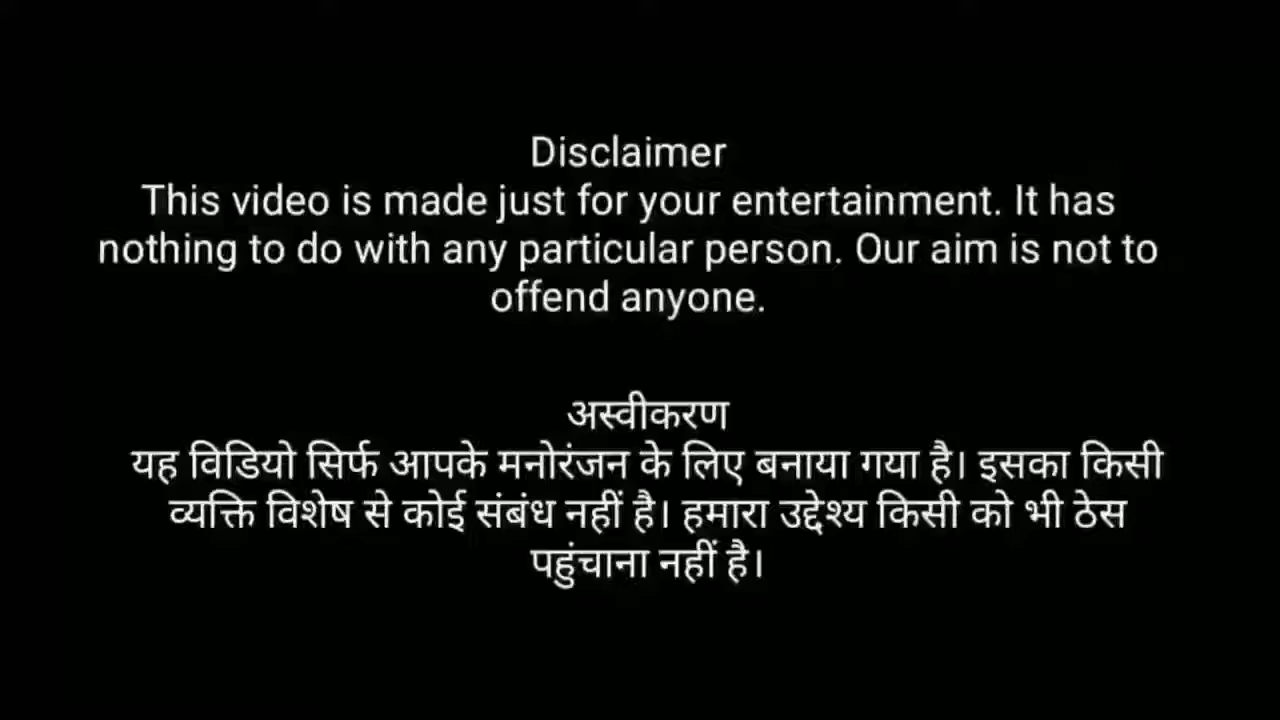 Disclaimer
This video is made just for your entertainment. It has
nothing to do with any particular person. Our aim is not to
offend anyone.
अस्वीकरण
यह विडियो सिर्फ आपके मनोरंजन के लिए बनाया गया है। इसका किसी
व्यक्ति विशेष से कोई संबंध नहीं है। हमारा उद्देश्य किसी को भी ठेस
पहुंचाना नहीं है।